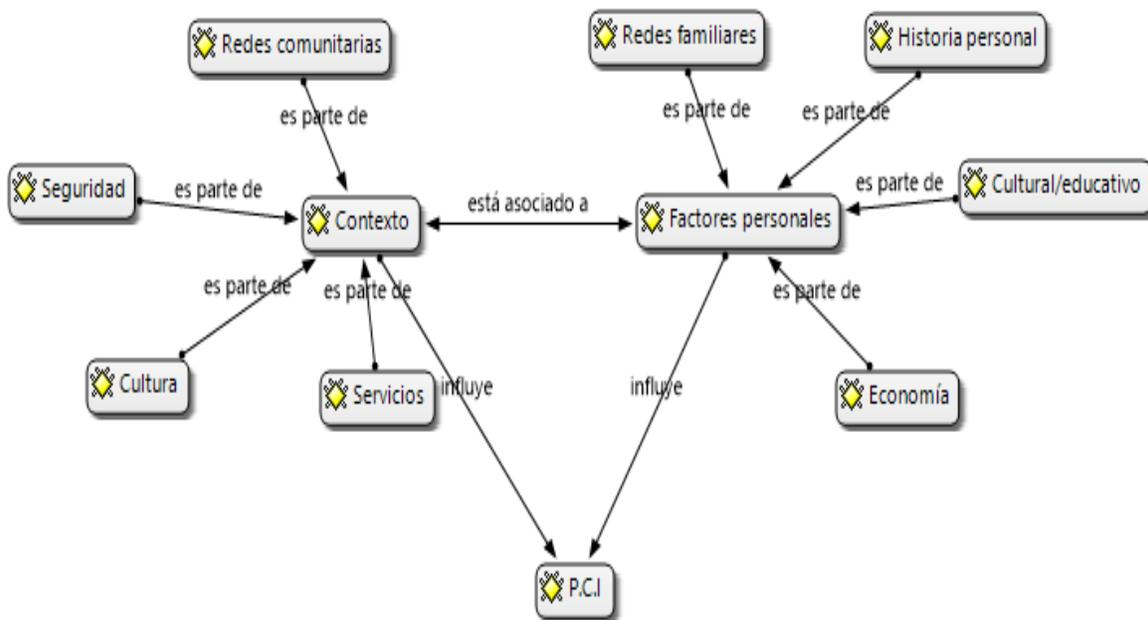 Redes comunitarias
Redes familiares
Historia personal
es parte de
es parte de
es parte de
Seguridad
es parte de
es parte de
Cultural/educativo
Contexto
está asociado a
Factores personales
es parte de
es parte de
es parte de
Cultura
Servicios
influye
influye
Economía
P.C.I